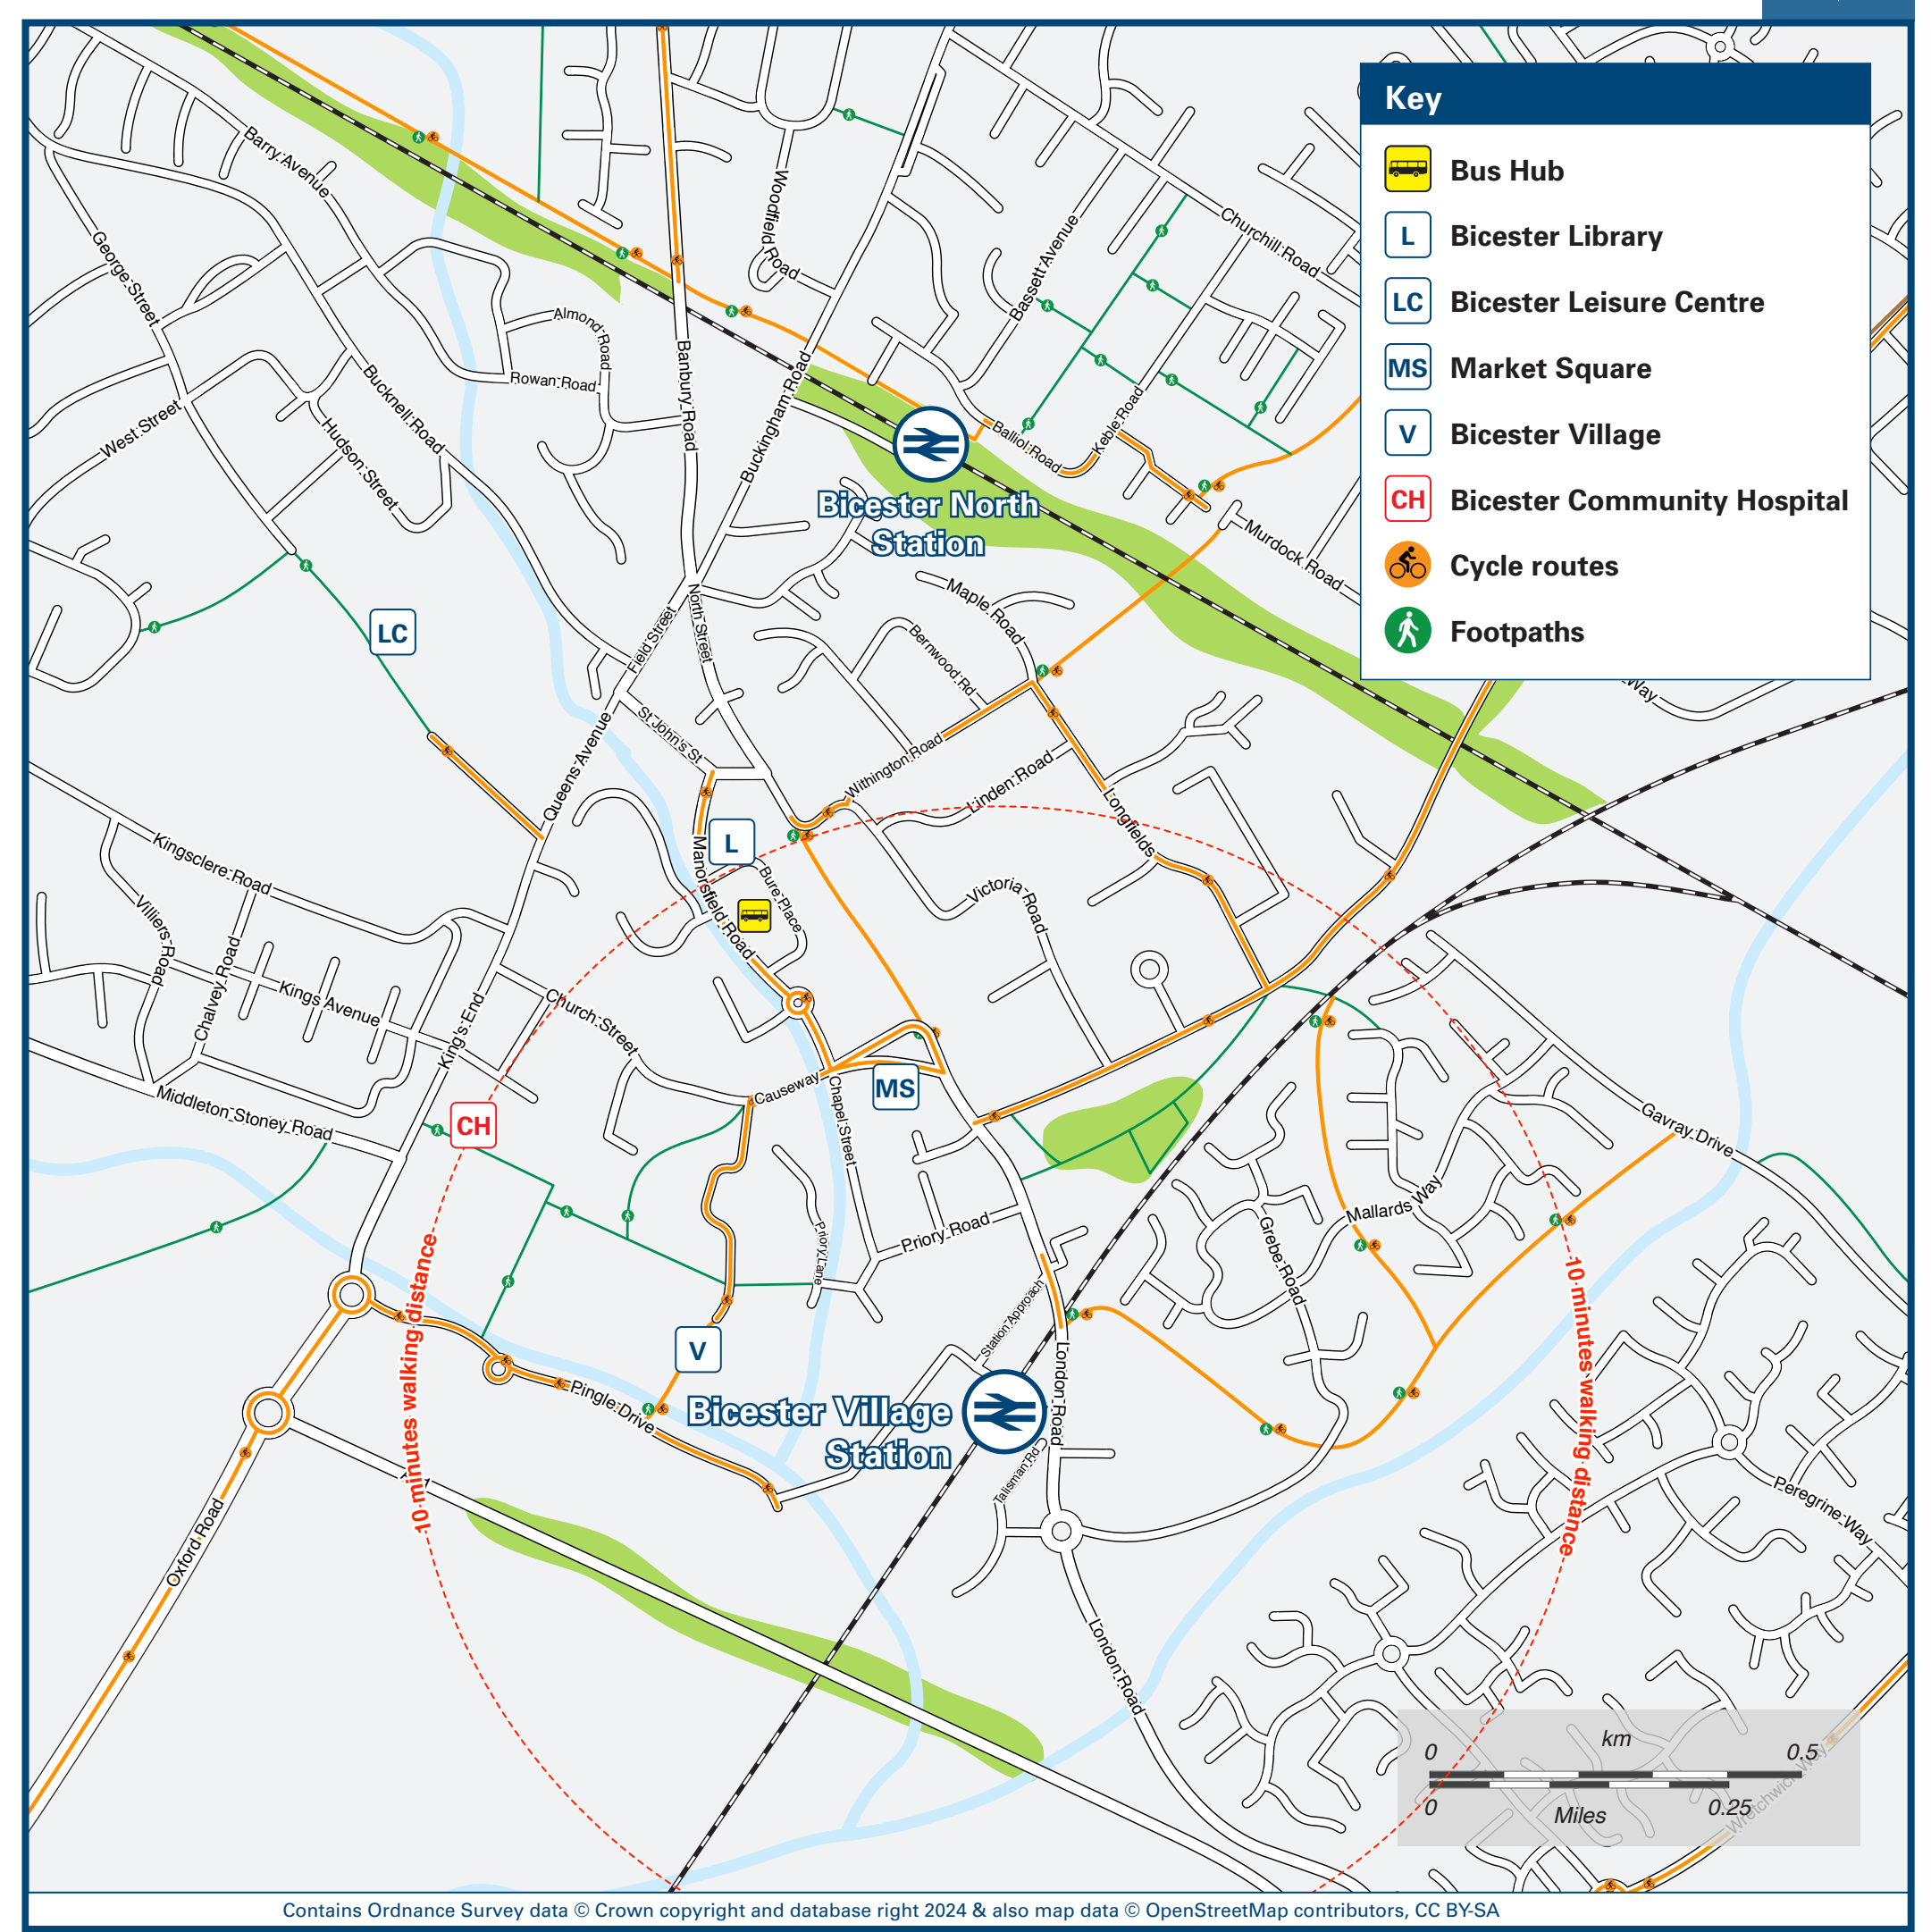 Key
Bus Hub
L Bicester Library
LC Bicester Leisure Centre
MS Market Square
V Bicester Village
CH Bicester Community Hospital
Cycle routes
Footpaths
Barry Avenue
George Street
Woodfield Road
Churchill Road
Bassett Avenue
Almond Road
Rowan Road
Banbury Road
Buckingham Road
Bucknell Road
West Street
Hudson Street
Balliol Road
Keble Road
Bicester North
Station
Murdock Road
Maple Road
Bernwood Rd
North Street
Field Street
LC
Way
St John's St
Queens Avenue
Withington Road
Linden Road
Longfields
L
Manorsfield Road
Bure Place
Victoria Road
Kingsclere Road
Villiers Road
Chalvey Road
Kings Avenue
King's End
Church Street
Middleton Stoney Road
CH
Causeway
MS
Chapel Street
Gavray Drive
Mallards Way
Grebe Road
Priory Road
Priory Lane
10 minutes walking distance
10 minutes walking distance
Station Approach
V
London Road
Pingle Drive
Bicester Village
Station
Talisman Rd
Peregrine Way
Oxford Road
London Road
km
0 0.5
0 0.25
Miles
Wretchwick Way
Contains Ordnance Survey data © Crown copyright and database right 2024 & also map data © OpenStreetMap contributors, CC BY-SA